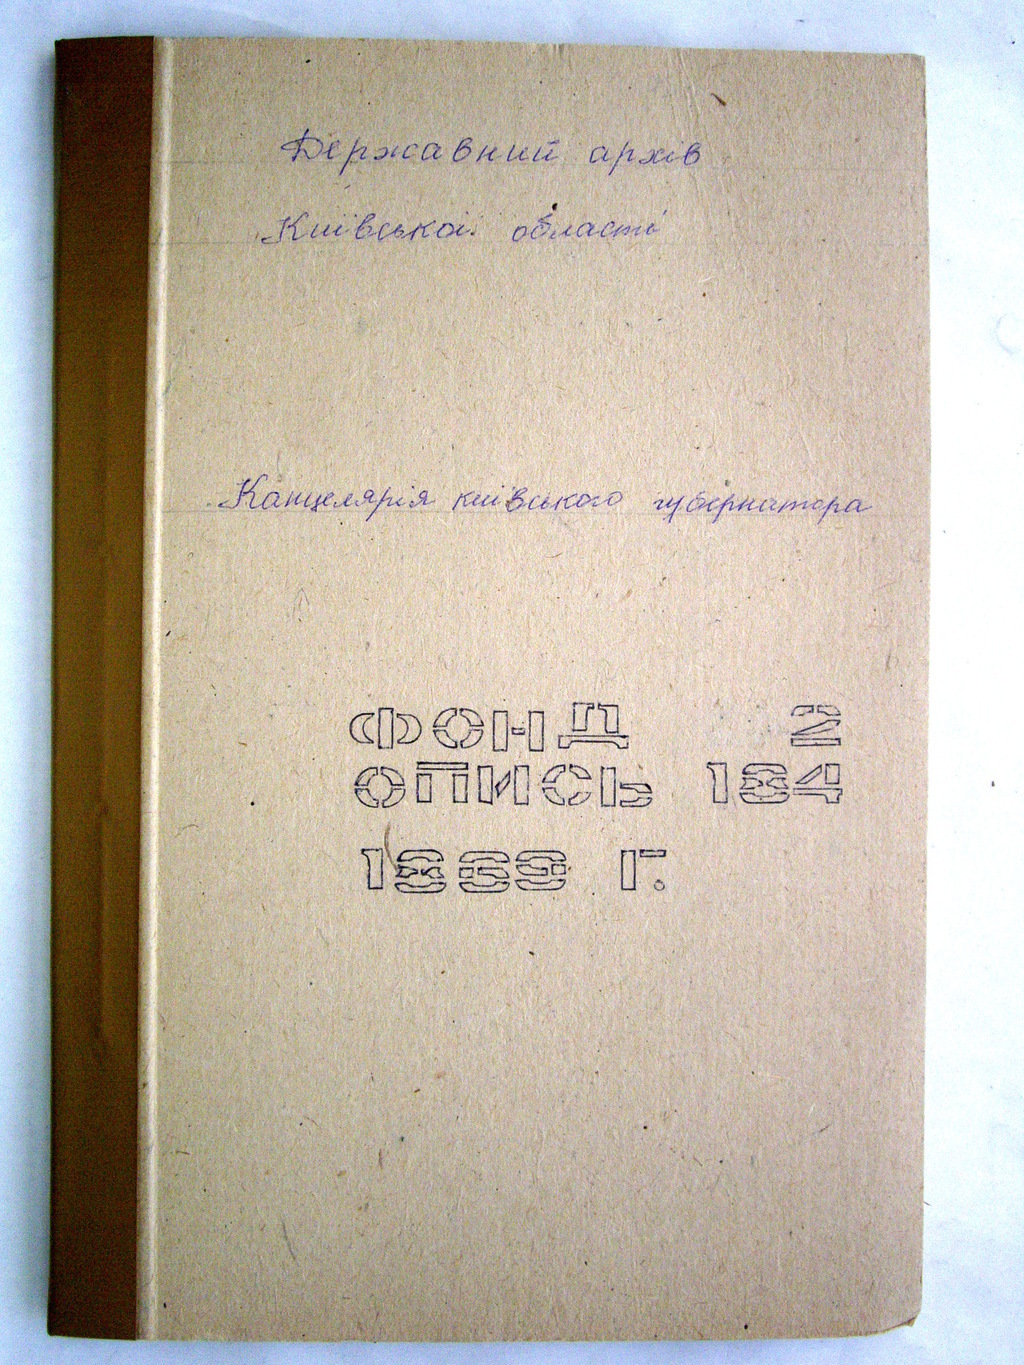 Державний архів
Київської області
Канцелярія київського губернатора
ФОНД 2
ОПИСЬ 184
1869 Г.